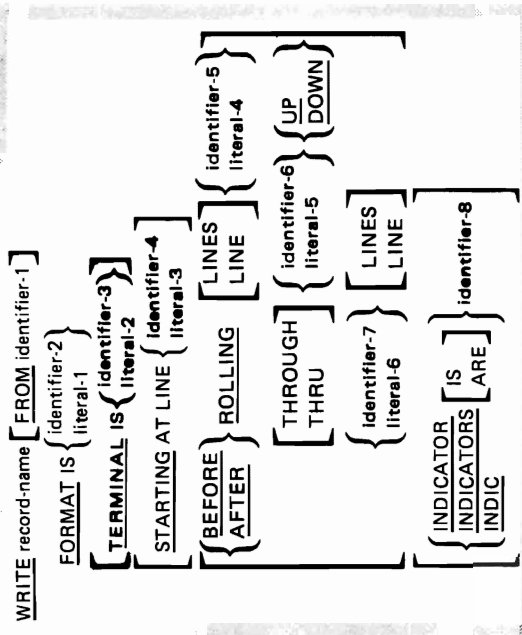 WRITE record-name [ FROM identifier-1 ]
FORMAT IS { identifier-2
literal-1 }
[ TERMINAL IS { identifier-3
literal-2 } ]
[ STARTING AT LINE { identifier-4
literal-3 } ]
[ { BEFORE
AFTER } ROLLING [ LINES
LINE ] { identifier-5
literal-4 }
[ THROUGH
THRU ] { identifier-6
literal-5 } { UP
DOWN }
{ identifier-7
literal-6 } [ LINES
LINE ] ]
[ { INDICATOR
INDICATORS
INDIC } [ IS
ARE ] identifier-8 ]